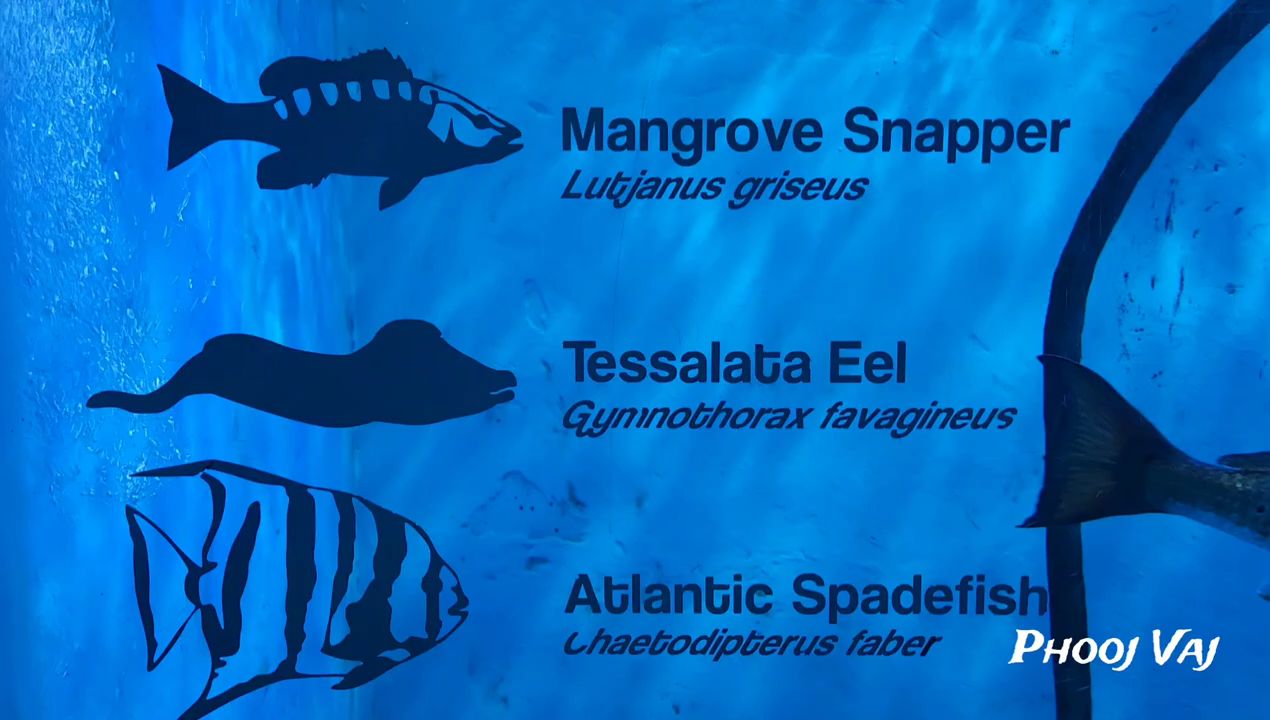 Mangrove Snapper
Lutjanus griseus
Tessalata Eel
Gymnothorax favagineus
Atlantic Spadefish
Chaetodipterus faber
Phooj Vaj